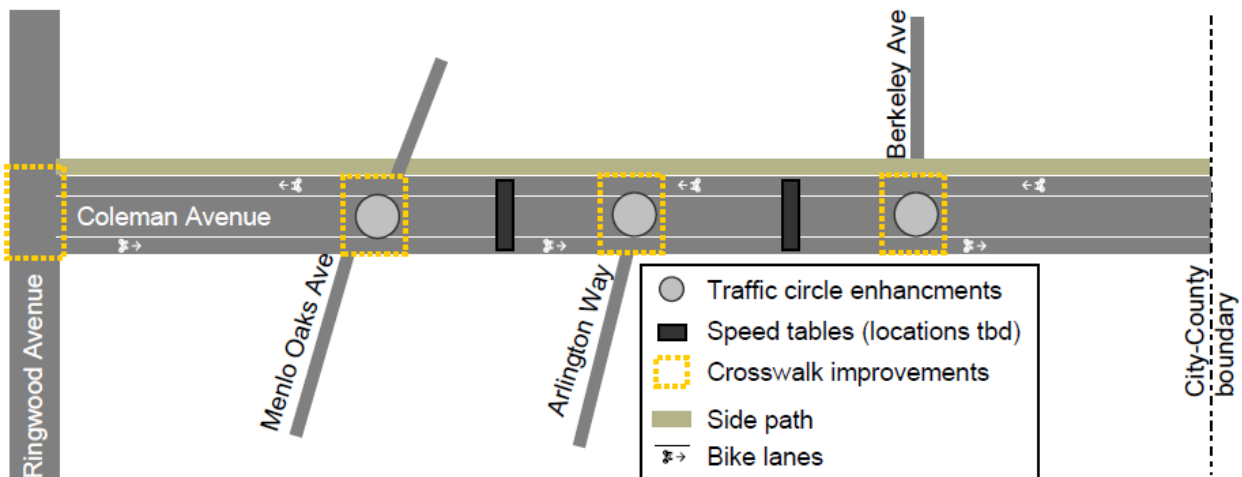 Berkeley Ave
Coleman Avenue
Ringwood Avenue
Menlo Oaks Ave
Arlington Way
City-County
boundary
Traffic circle enhancments
Speed tables (locations tbd)
Crosswalk improvements
Side path
Bike lanes